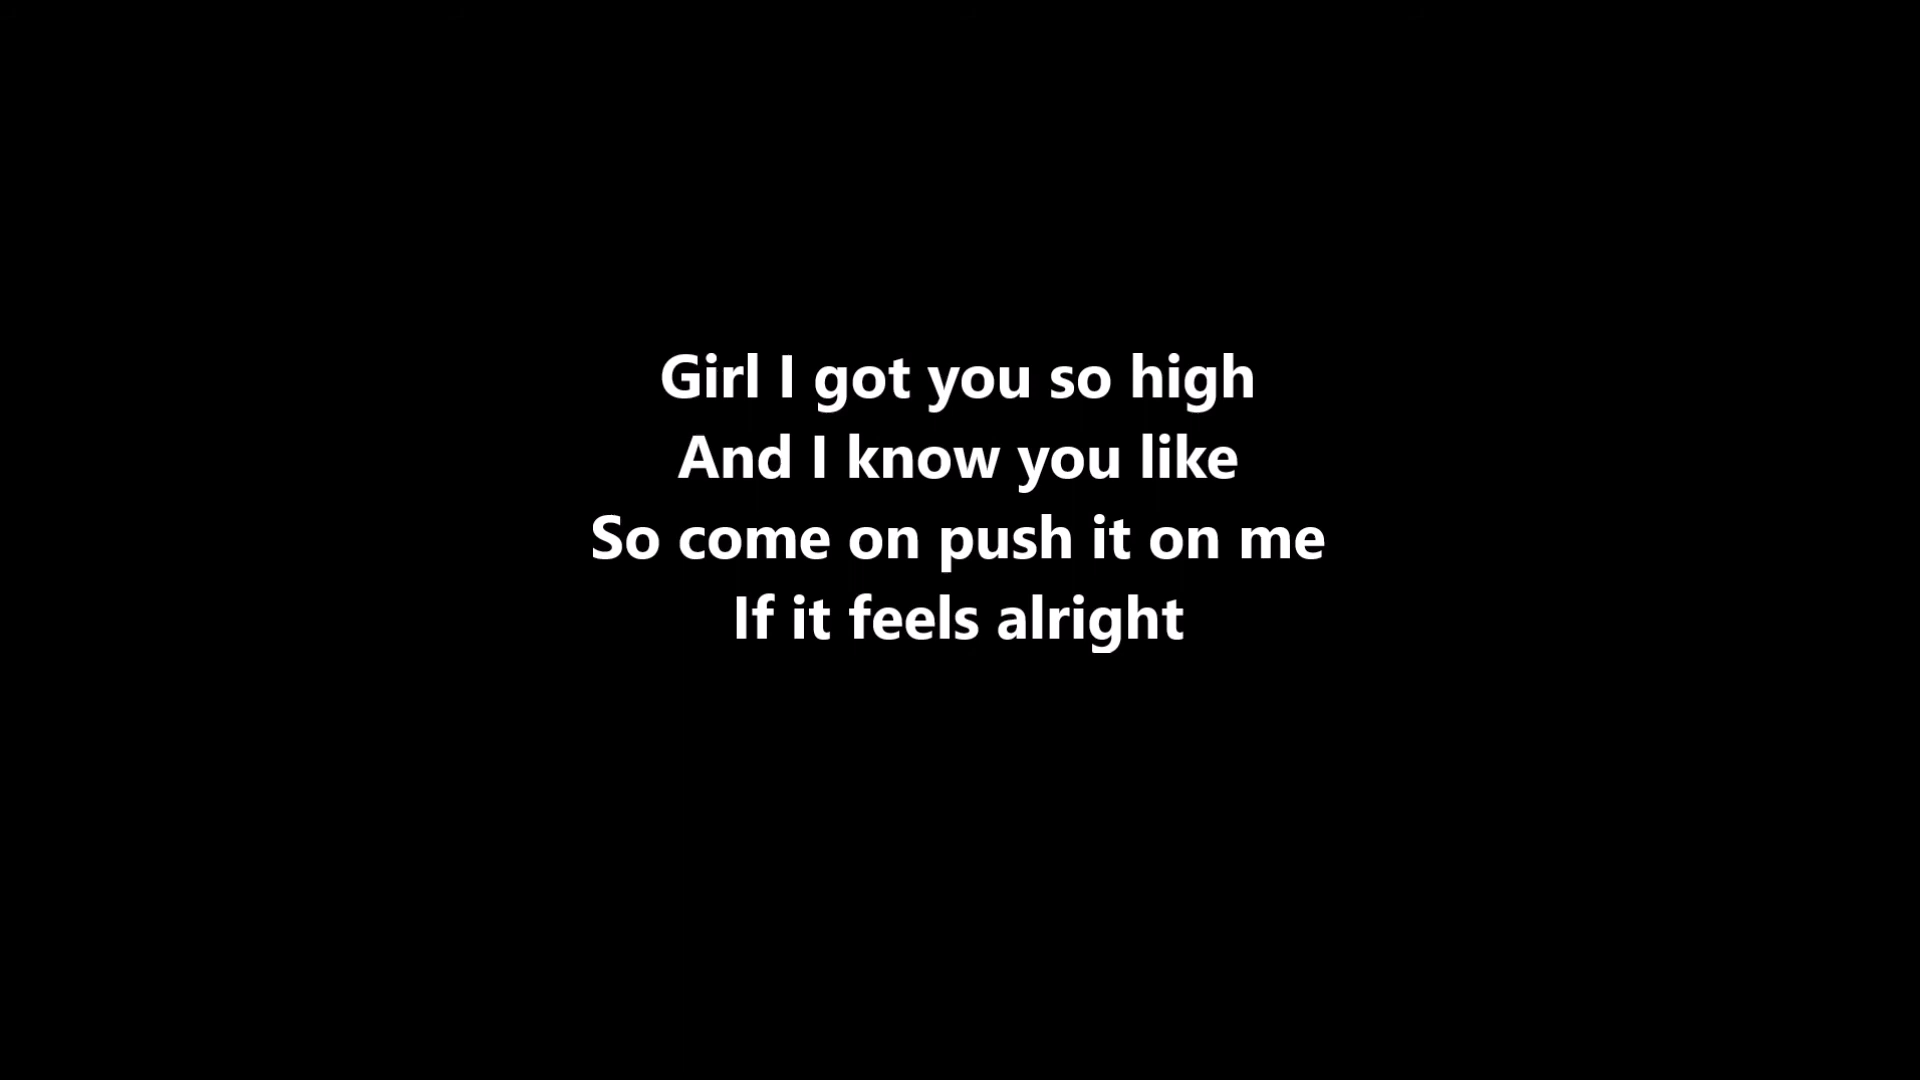 Girl I got you so high
And I know you like
So come on push it on me
If it feels alright